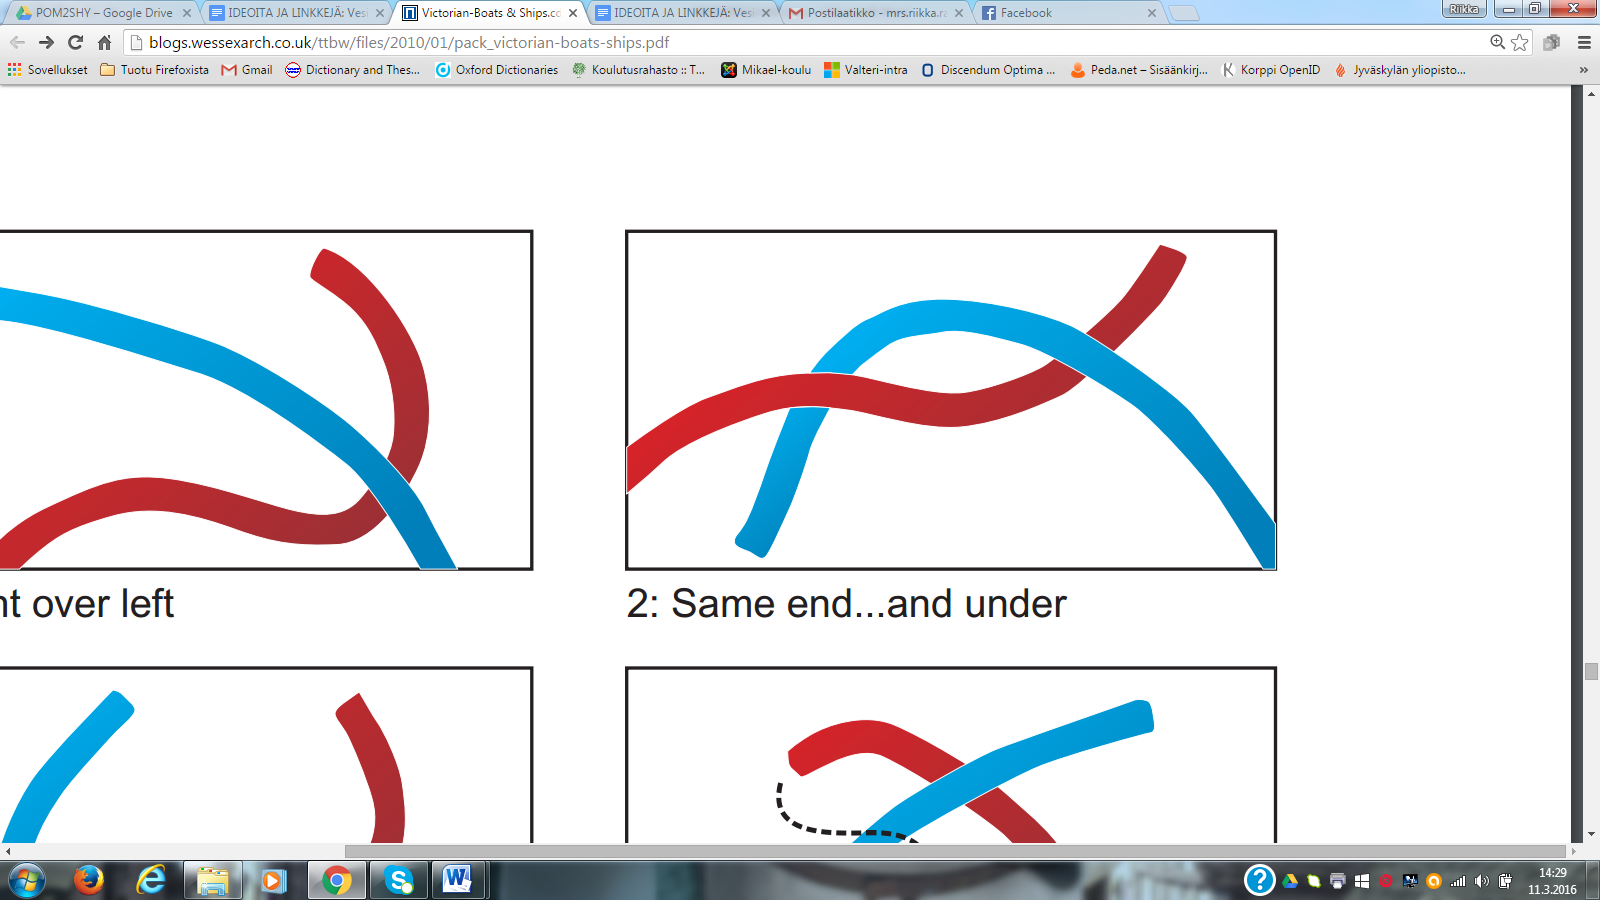 POM2SHY – Google Drive
IDEOITA JA LINKKEJÄ: Vesi
Victorian-Boats & Ships.co
IDEOITA JA LINKKEJÄ: Vesi
Postilaatikko - mrs.riikka.ra
Facebook
Riikka
blogs.wessexarch.co.uk/ttbw/files/2010/01/pack_victorian-boats-ships.pdf
Sovellukset
Tuotu Firefoxista
Gmail
Dictionary and Thes...
Oxford Dictionaries
Koulutusrahasto :: T...
Mikael-koulu
Valteri-intra
Discendum Optima ...
Peda.net – Sisäänkirj...
Korppi OpenID
Jyväskylän yliopisto...
»
nt over left
2: Same end...and under
14:29
11.3.2016